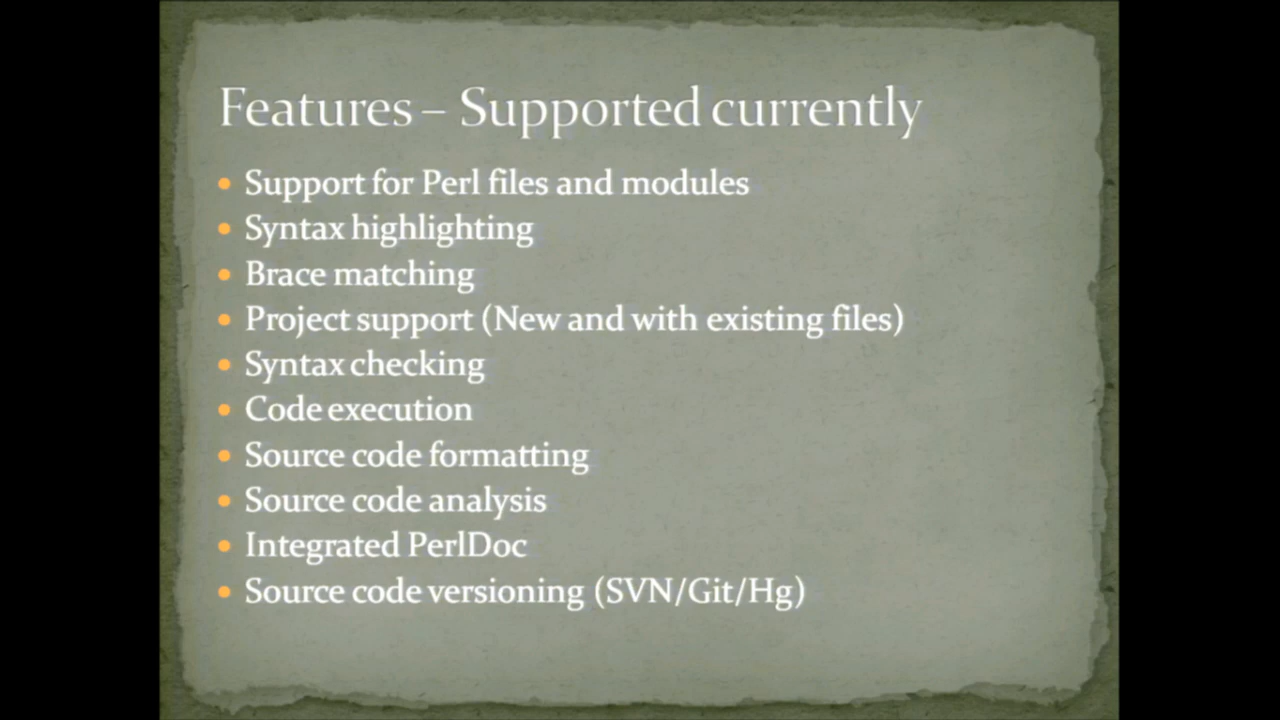 Features – Supported currently
• Support for Perl files and modules
• Syntax highlighting
• Brace matching
• Project support (New and with existing files)
• Syntax checking
• Code execution
• Source code formatting
• Source code analysis
• Integrated PerlDoc
• Source code versioning (SVN/Git/Hg)